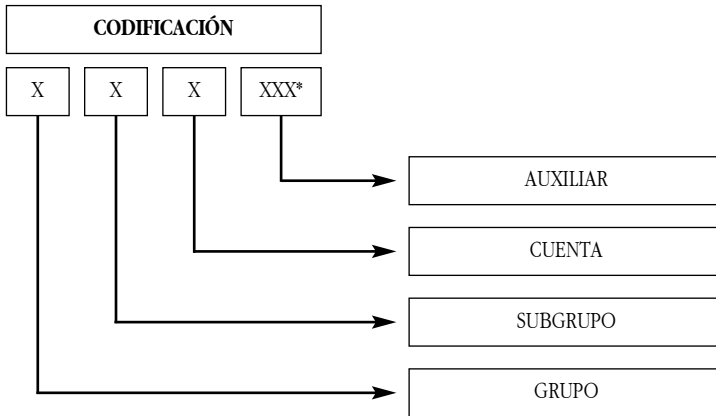 CODIFICACIÓN
X X X XXX*
AUXILIAR
CUENTA
SUBGRUPO
GRUPO